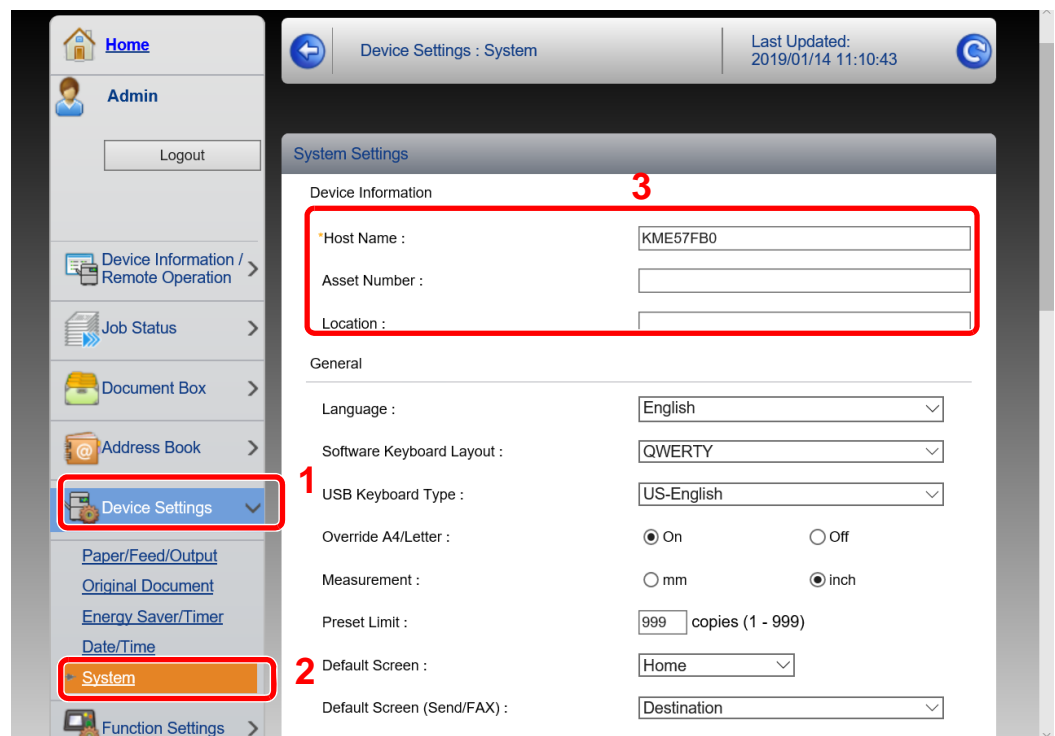 Home
Admin
Logout
Device Information /
Remote Operation
Job Status
Document Box
Address Book
1
Device Settings
Paper/Feed/Output
Original Document
Energy Saver/Timer
Date/Time
2
System
Function Settings
Device Settings : System
Last Updated:
2019/01/14 11:10:43
System Settings
Device Information
3
*Host Name : KME57FB0
Asset Number :
Location :
General
Language : English
Software Keyboard Layout : QWERTY
USB Keyboard Type : US-English
Override A4/Letter : On Off
Measurement : mm inch
Preset Limit : 999 copies (1 - 999)
Default Screen : Home
Default Screen (Send/FAX) : Destination